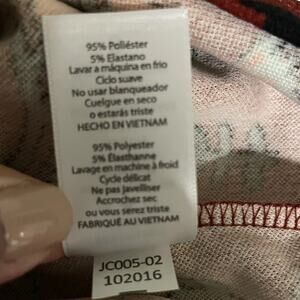 95% Poliéster
5% Elastano
Lavar a máquina en frio
Ciclo suave
No usar blanqueador
Cuelgue en seco
o estarás triste
HECHO EN VIETNAM
95% Polyester
5% Élasthanne
Lavage en machine à froid
Cycle délicat
Ne pas javelliser
Accrochez sec
ou vous serez triste
FABRIQUÉ AU VIETNAM
JC005-02
102016